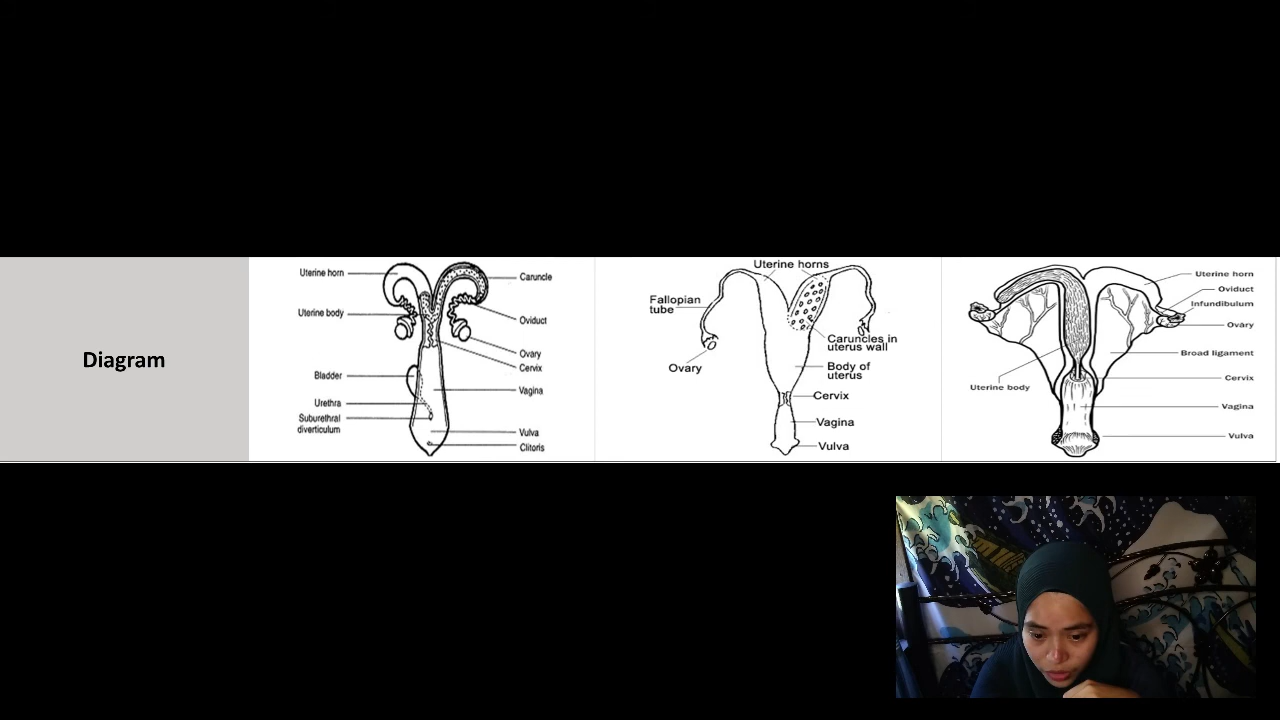 Diagram
Uterine horn
Uterine body
Bladder
Urethra
Suburethral
diverticulum
Caruncle
Oviduct
Ovary
Cervix
Vagina
Vulva
Clitoris
Uterine horns
Fallopian
tube
Ovary
Caruncles in
uterus wall
Body of
uterus
Cervix
Vagina
Vulva
Uterine body
Uterine horn
Oviduct
Infundibulum
Ovary
Broad ligament
Cervix
Vagina
Vulva